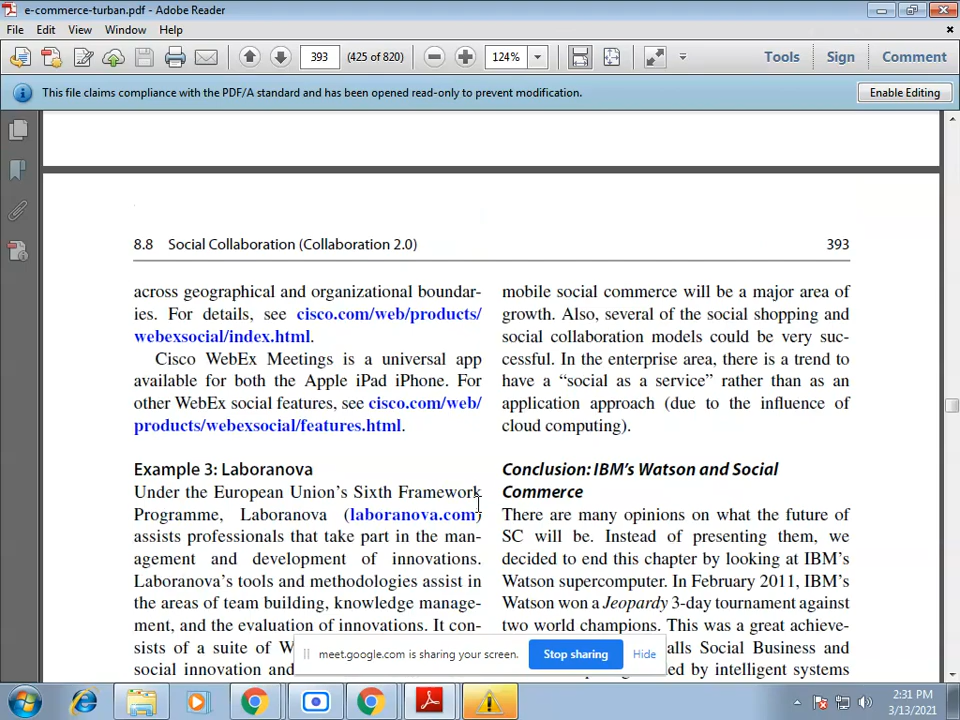 e-commerce-turban.pdf - Adobe Reader
File Edit View Window Help
393 (425 of 820) 124% Tools Sign Comment
This file claims compliance with the PDF/A standard and has been opened read-only to prevent modification. Enable Editing
8.8 Social Collaboration (Collaboration 2.0) 393
across geographical and organizational boundar-
ies. For details, see cisco.com/web/products/
webexsocial/index.html.
Cisco WebEx Meetings is a universal app
available for both the Apple iPad iPhone. For
other WebEx social features, see cisco.com/web/
products/webexsocial/features.html.
Example 3: Laboranova
Under the European Union's Sixth Framework
Programme, Laboranova (laboranova.com)
assists professionals that take part in the man-
agement and development of innovations.
Laboranova's tools and methodologies assist in
the areas of team building, knowledge manage-
ment, and the evaluation of innovations. It con-
sists of a suite of W
social innovation and
mobile social commerce will be a major area of
growth. Also, several of the social shopping and
social collaboration models could be very suc-
cessful. In the enterprise area, there is a trend to
have a "social as a service" rather than as an
application approach (due to the influence of
cloud computing).
Conclusion: IBM's Watson and Social
Commerce
There are many opinions on what the future of
SC will be. Instead of presenting them, we
decided to end this chapter by looking at IBM's
Watson supercomputer. In February 2011, IBM's
Watson won a Jeopardy 3-day tournament against
two world champions. This was a great achieve-
alls Social Business and
ed by intelligent systems
meet.google.com is sharing your screen. Stop sharing Hide
2:31 PM
3/13/2021